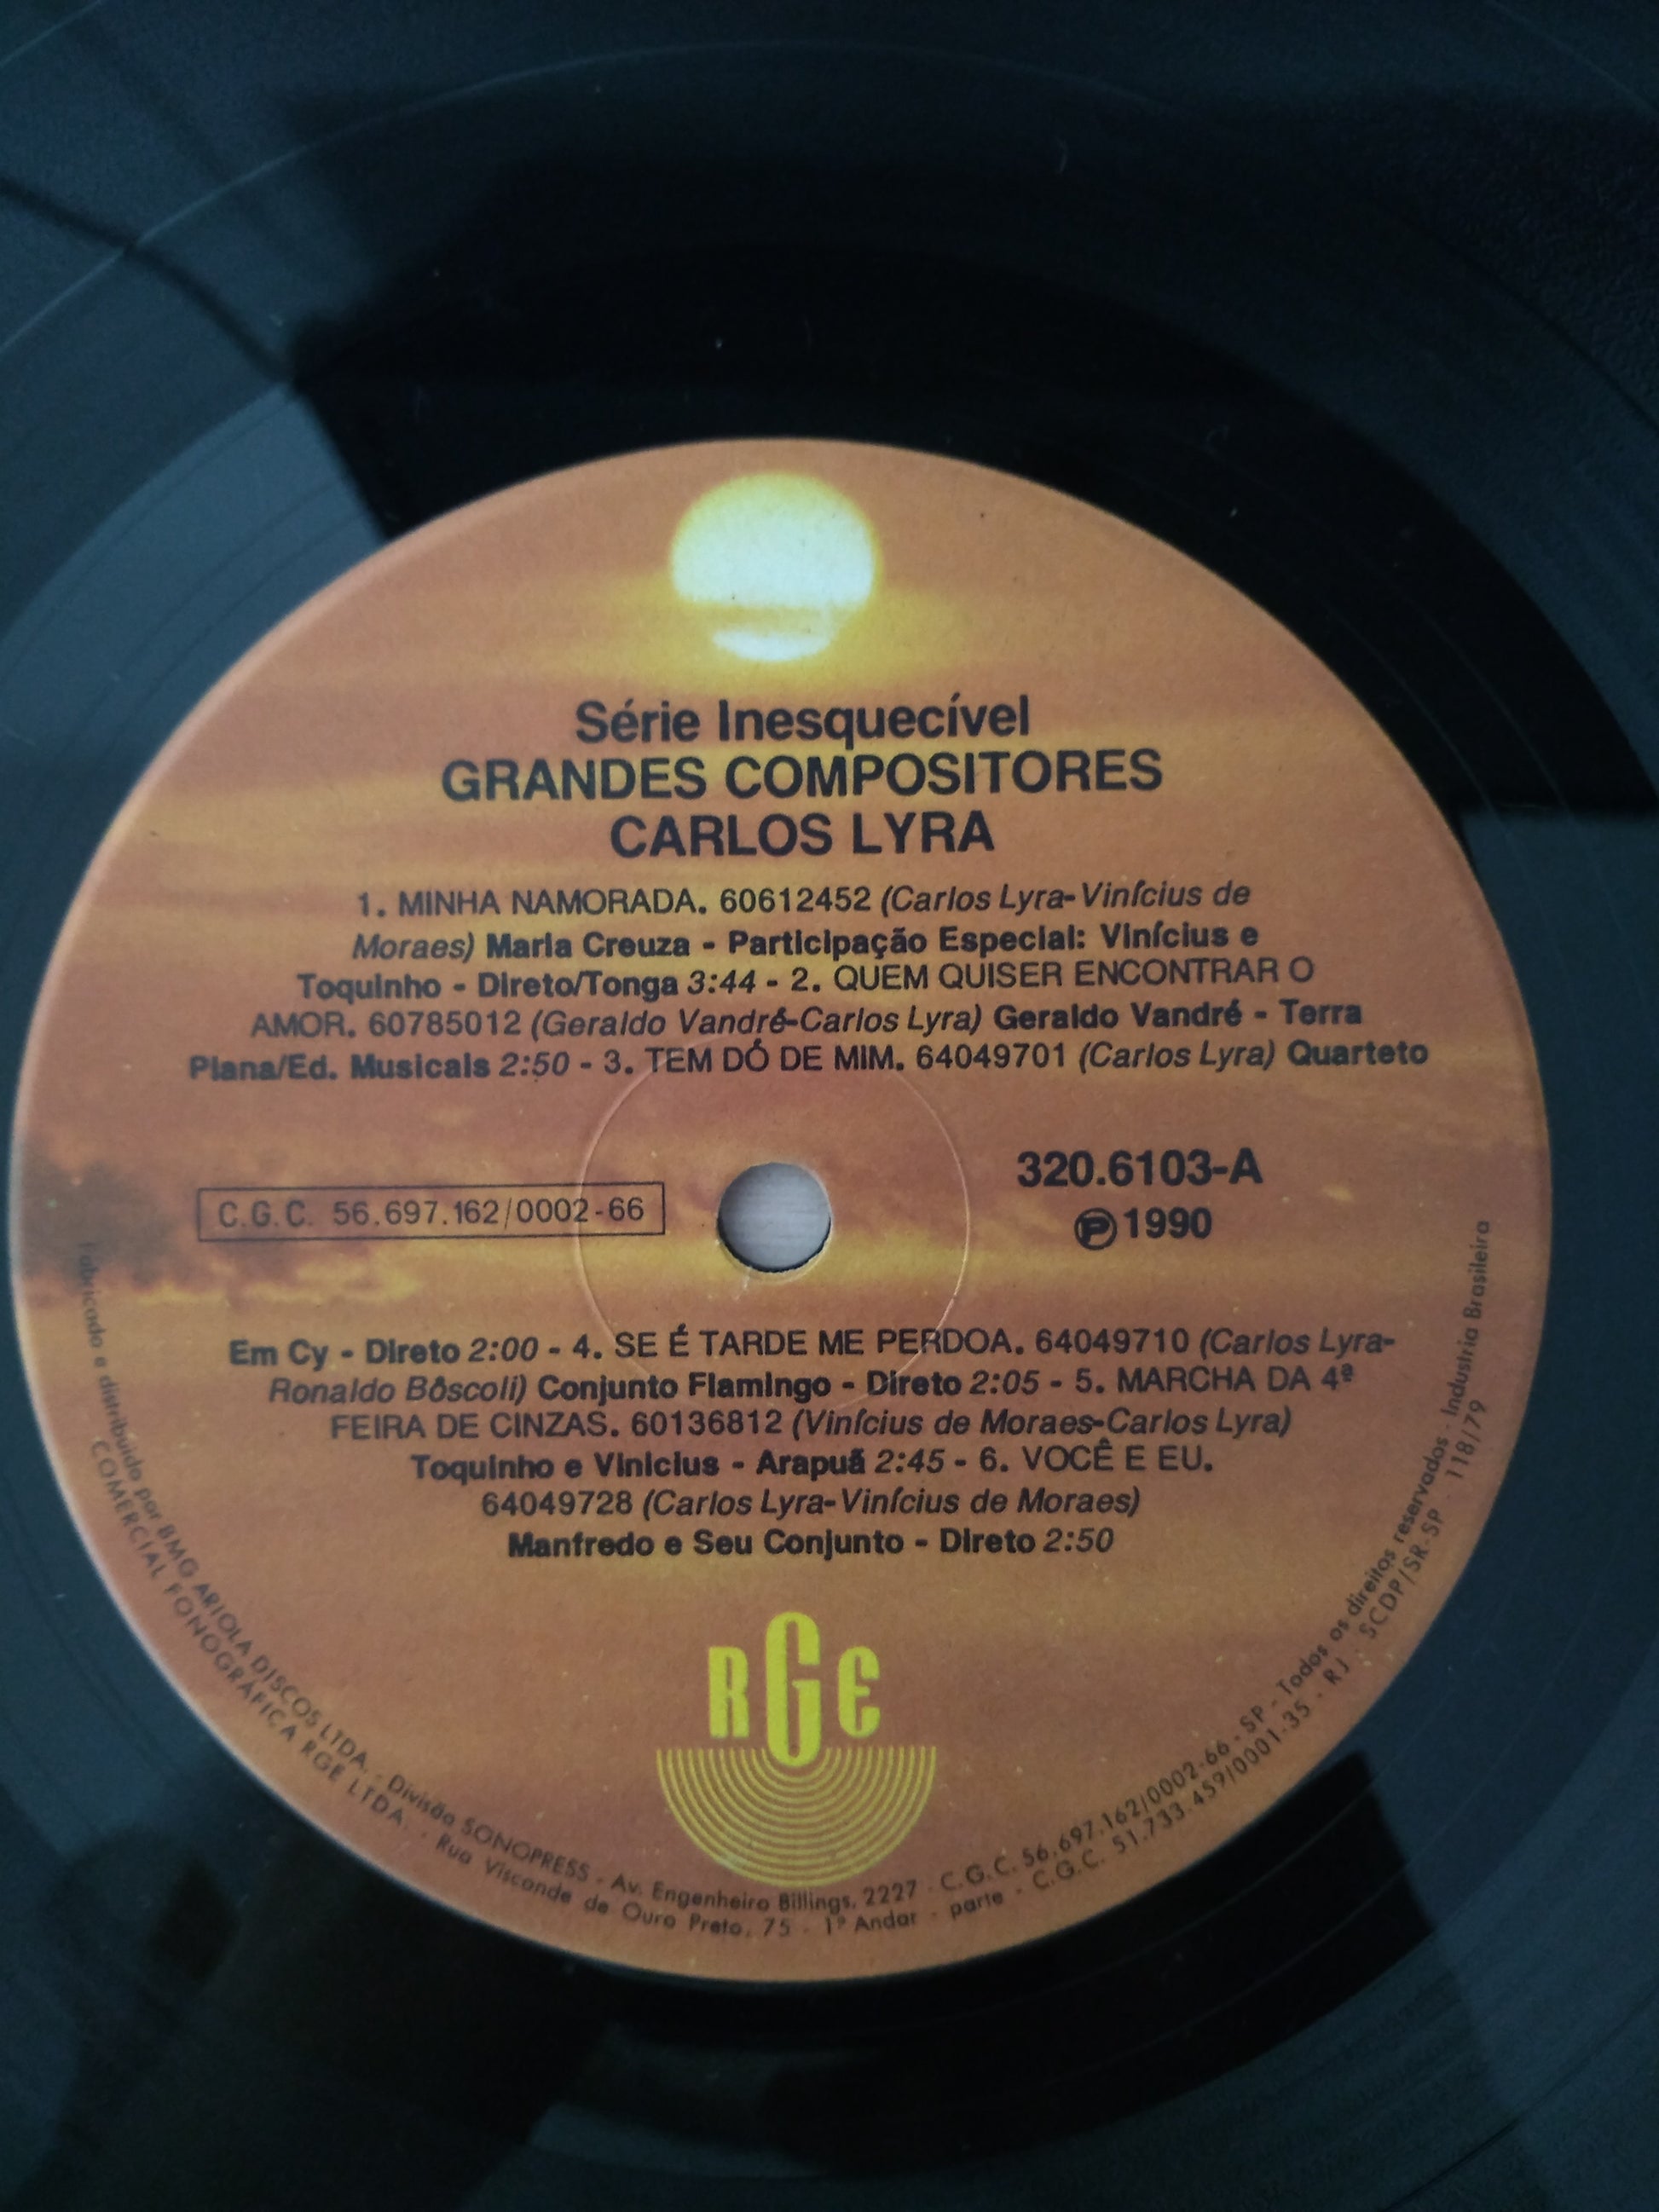 Série Inesquecível
GRANDES COMPOSITORES
CARLOS LYRA
1. MINHA NAMORADA. 60612452 (Carlos Lyra-Vinícius de
Moraes) Maria Creuza - Participação Especial: Vinícius e
Toquinho - Direto/Tonga 3:44 - 2. QUEM QUISER ENCONTRAR O
AMOR. 60785012 (Geraldo Vandré-Carlos Lyra) Geraldo Vandré - Terra
Plana/Ed. Musicais 2:50 - 3. TEM DÓ DE MIM. 64049701 (Carlos Lyra) Quarteto
C.G.C. 56.697.162/0002-66
320.6103-A
Ⓟ 1990
Em Cy - Direto 2:00 - 4. SE É TARDE ME PERDOA. 64049710 (Carlos Lyra-
Ronaldo Bôscoli) Conjunto Flamingo - Direto 2:05 - 5. MARCHA DA 4ª
FEIRA DE CINZAS. 60136812 (Vinícius de Moraes-Carlos Lyra)
Toquinho e Vinicius - Arapuã 2:45 - 6. VOCÊ E EU.
64049728 (Carlos Lyra-Vinícius de Moraes)
Manfredo e Seu Conjunto - Direto 2:50
RGE
Fabricado e distribuido por BMG ARIOLA DISCOS LTDA. - Divisão SONOPRESS - Av. Engenheiro Billings, 2227 - C.G.C. 56.697.162/0002-66 - SP - Todos os direitos reservados - Industria Brasileira
COMERCIAL FONOGRÁFICA RGE LTDA. - Rua Visconde de Ouro Preto, 75 - 1º Andar - parte - C.G.C. 51.733.459/0001-35 - RJ - SCDP/SR-SP - 118/79